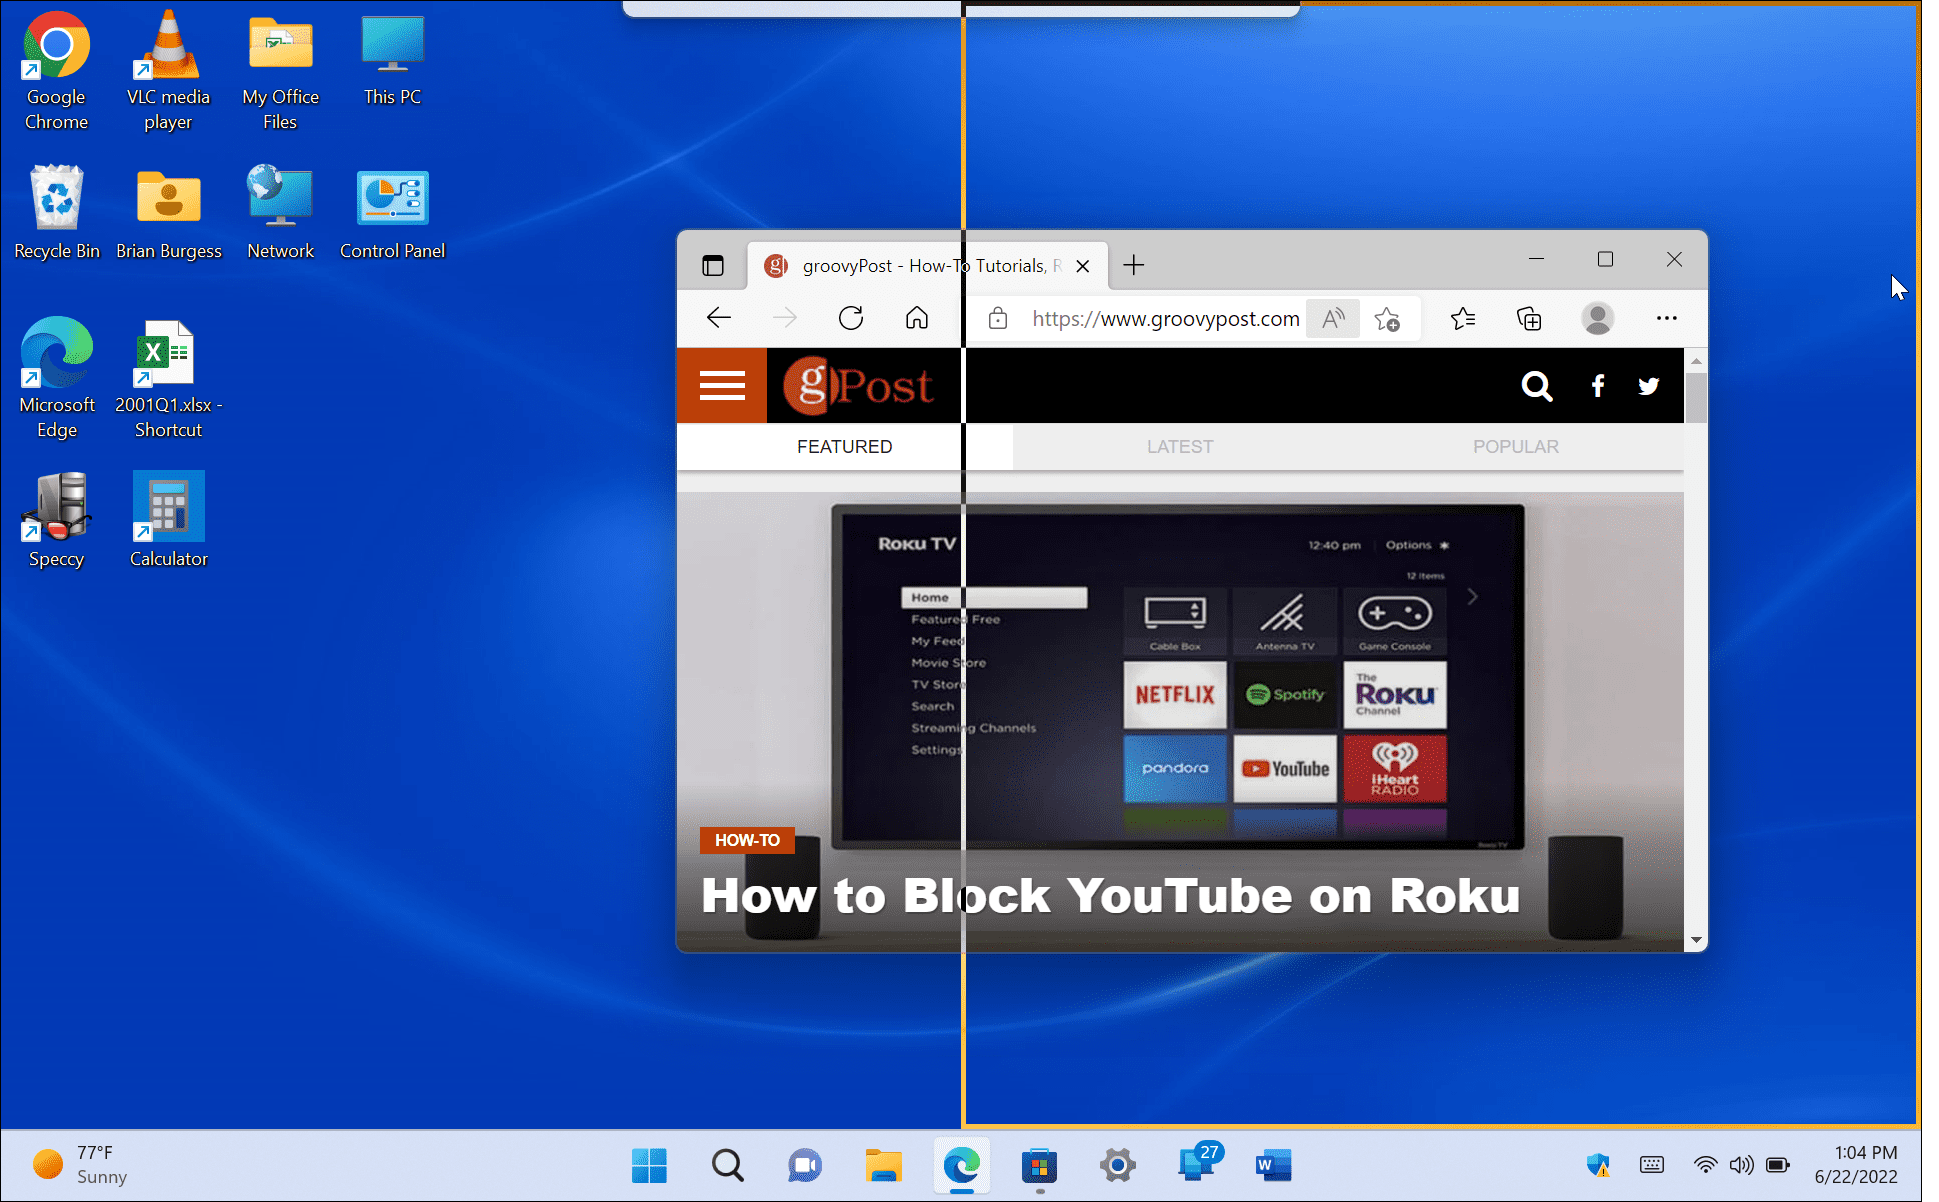 Google
Chrome
VLC media
player
My Office
Files
This PC
Recycle Bin
Brian Burgess
Network
Control Panel
Microsoft
Edge
2001Q1.xlsx -
Shortcut
Speccy
Calculator
groovyPost - How-To Tutorials, R
https://www.groovypost.com
gPost
FEATURED
LATEST
POPULAR
Roku TV
12:40 pm
Options
12 Items
Home
Featured Free
My Feed
Movie Store
TV Store
Search
Streaming Channels
Settings
Cable Box
Antenna TV
Game Console
NETFLIX
Spotify
The
Roku
Channel
pandora
YouTube
iHeart
RADIO
Roku TV
HOW-TO
How to Block YouTube on Roku
77°F
Sunny
27
W
1:04 PM
6/22/2022